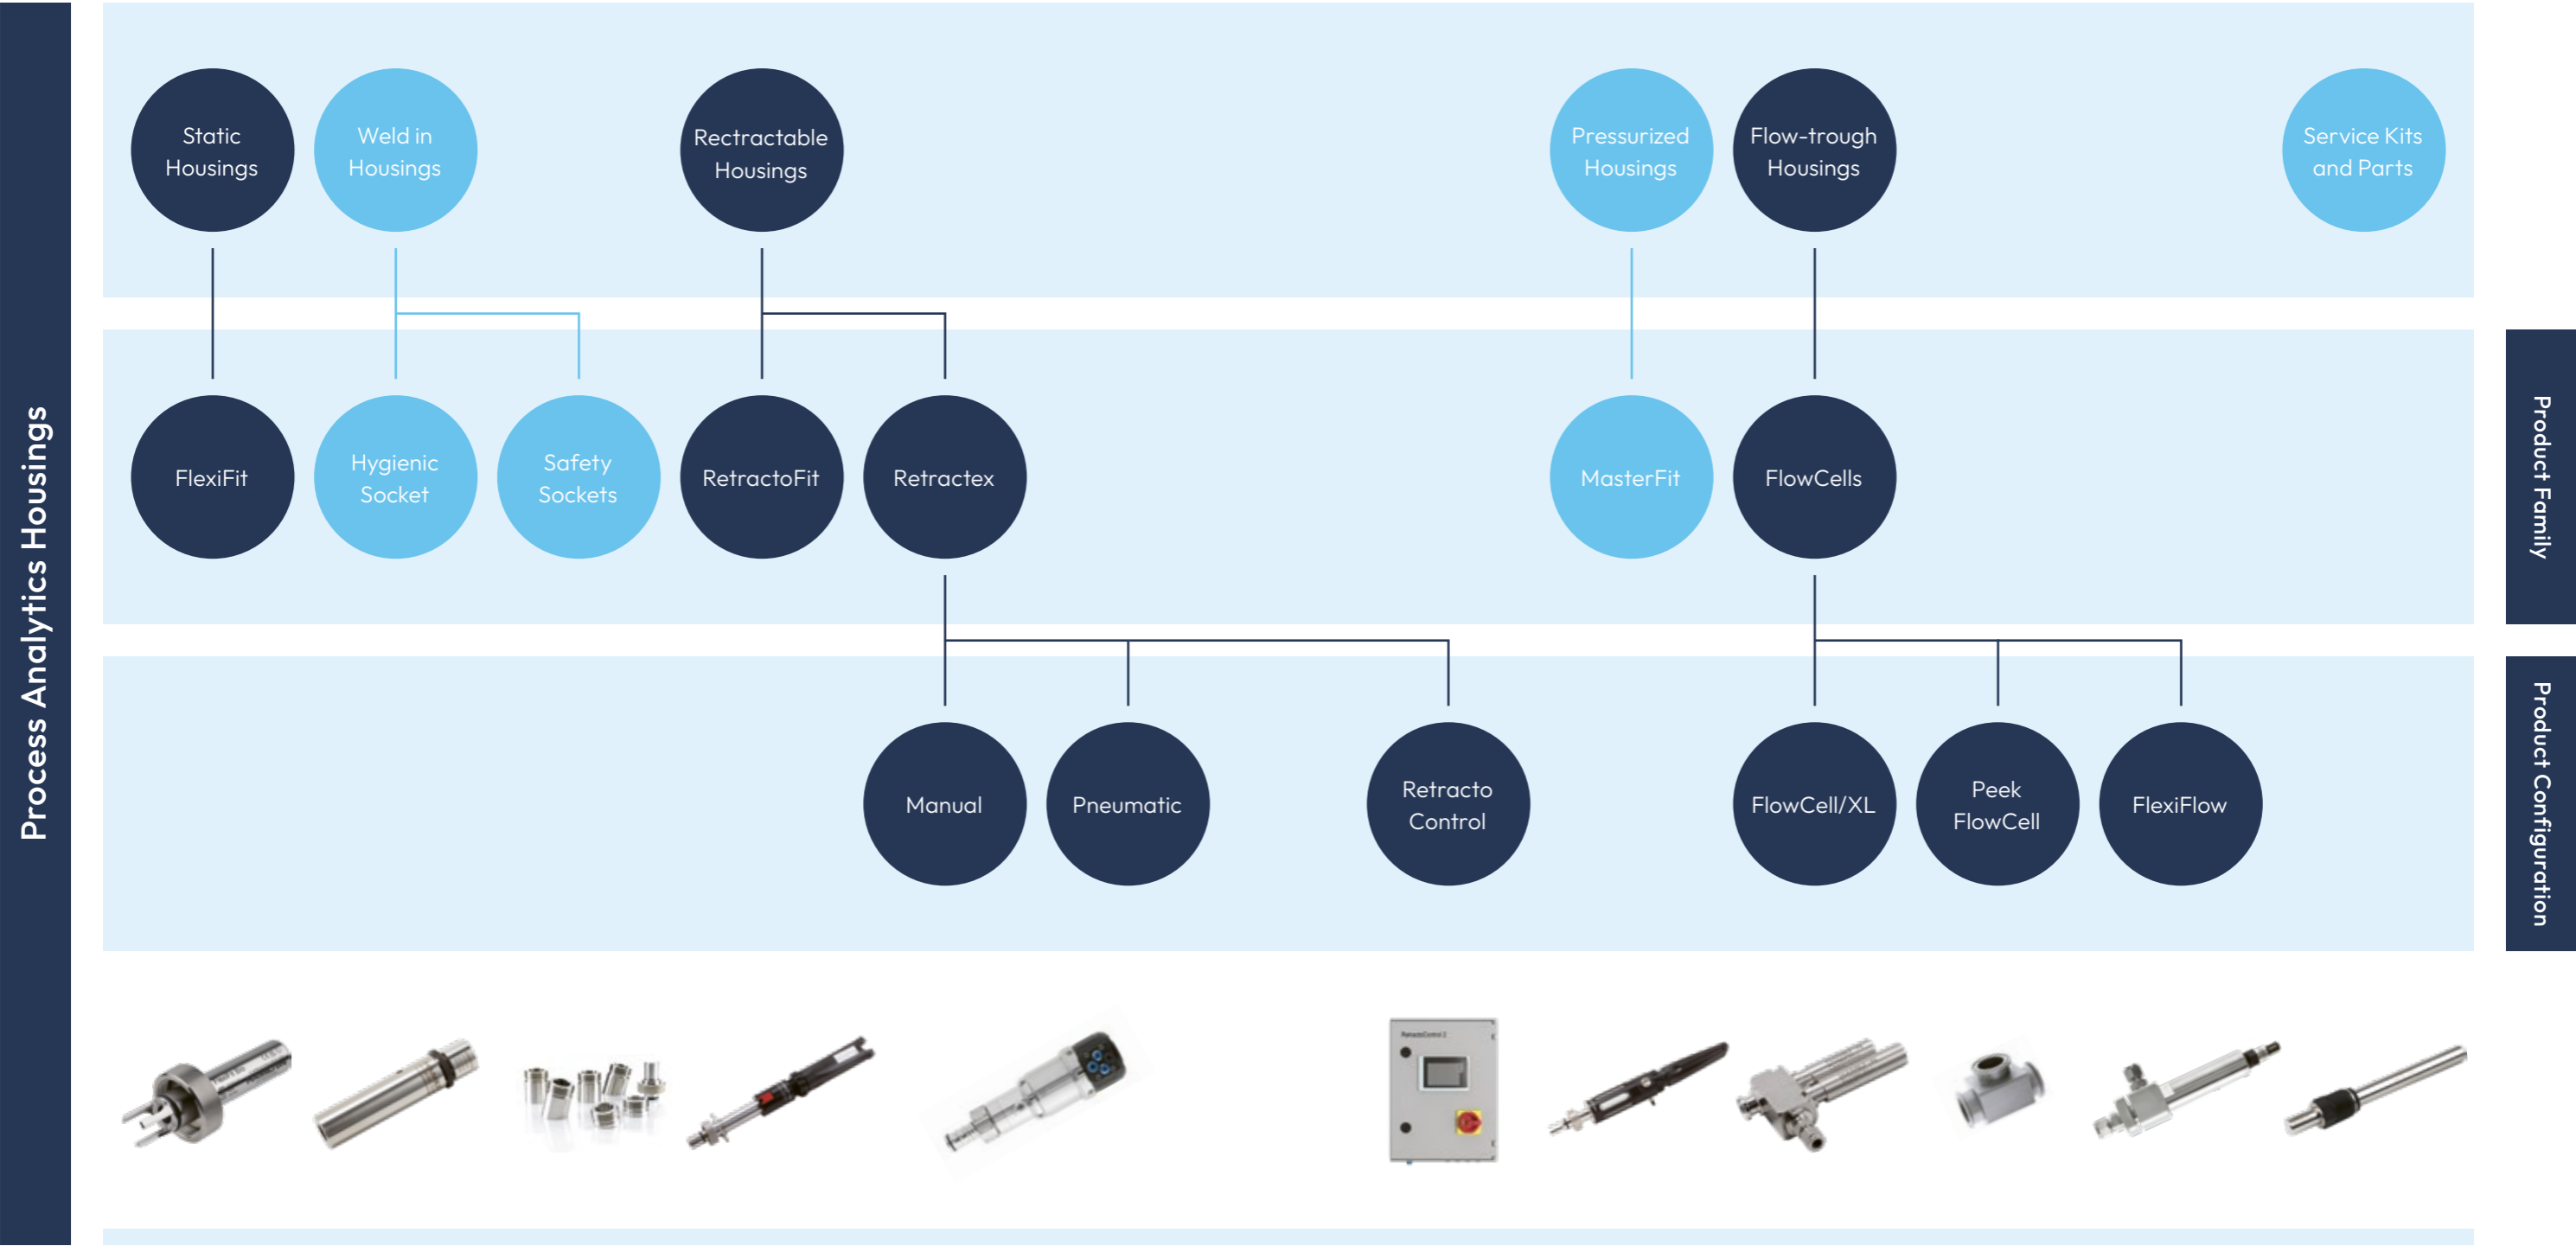 Process Analytics Housings
Static
Housings
Weld in
Housings
Rectractable
Housings
Pressurized
Housings
Flow-trough
Housings
Service Kits
and Parts
FlexiFit
Hygienic
Socket
Safety
Sockets
RetractoFit
Retractex
MasterFit
FlowCells
Product Family
Manual
Pneumatic
Retracto
Control
FlowCell/XL
Peek
FlowCell
FlexiFlow
Product Configuration